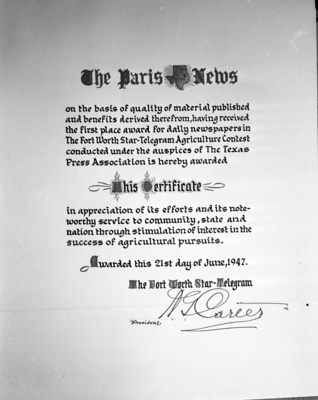 The Paris News
on the basis of quality of material published
and benefits derived therefrom, having received
the first place award for daily newspapers in
The Fort Worth Star-Telegram Agriculture Contest
conducted under the auspices of The Texas
Press Association is hereby awarded
This Certificate
in appreciation of its efforts and its note-
worthy service to community, state and
nation through stimulation of interest in the
success of agricultural pursuits.
Awarded this 21st day of June, 1947.
The Fort Worth Star-Telegram
President